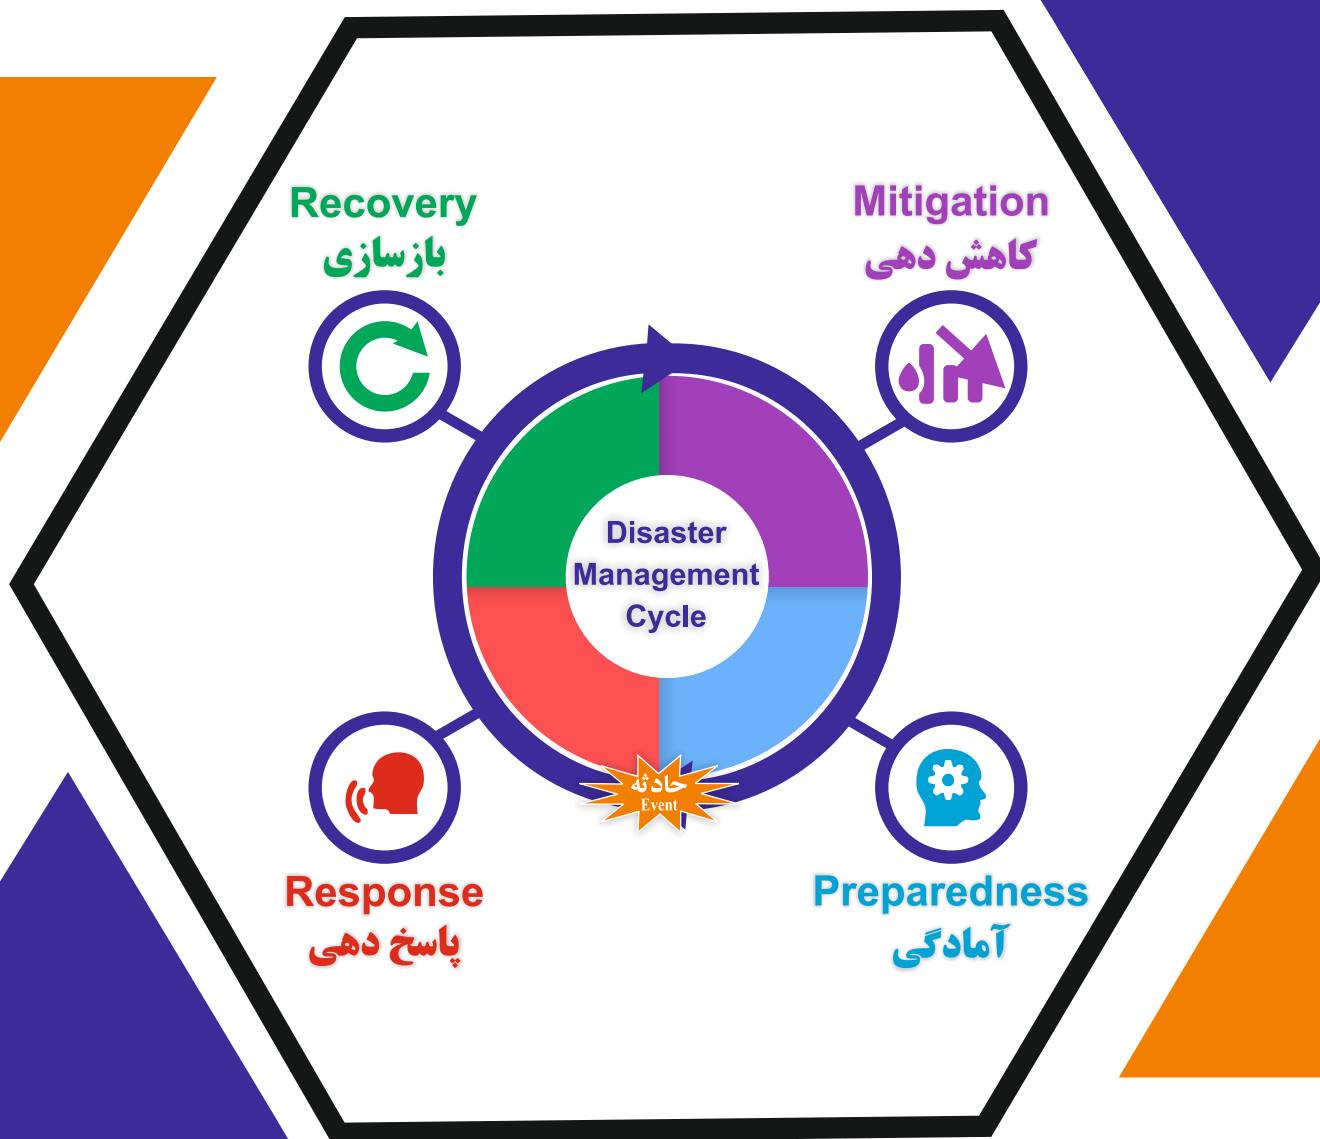 Recovery
بازسازی
Mitigation
کاهش دهی
Disaster
Management
Cycle
حادثه
Event
Response
پاسخ دهی
Preparedness
آمادگی